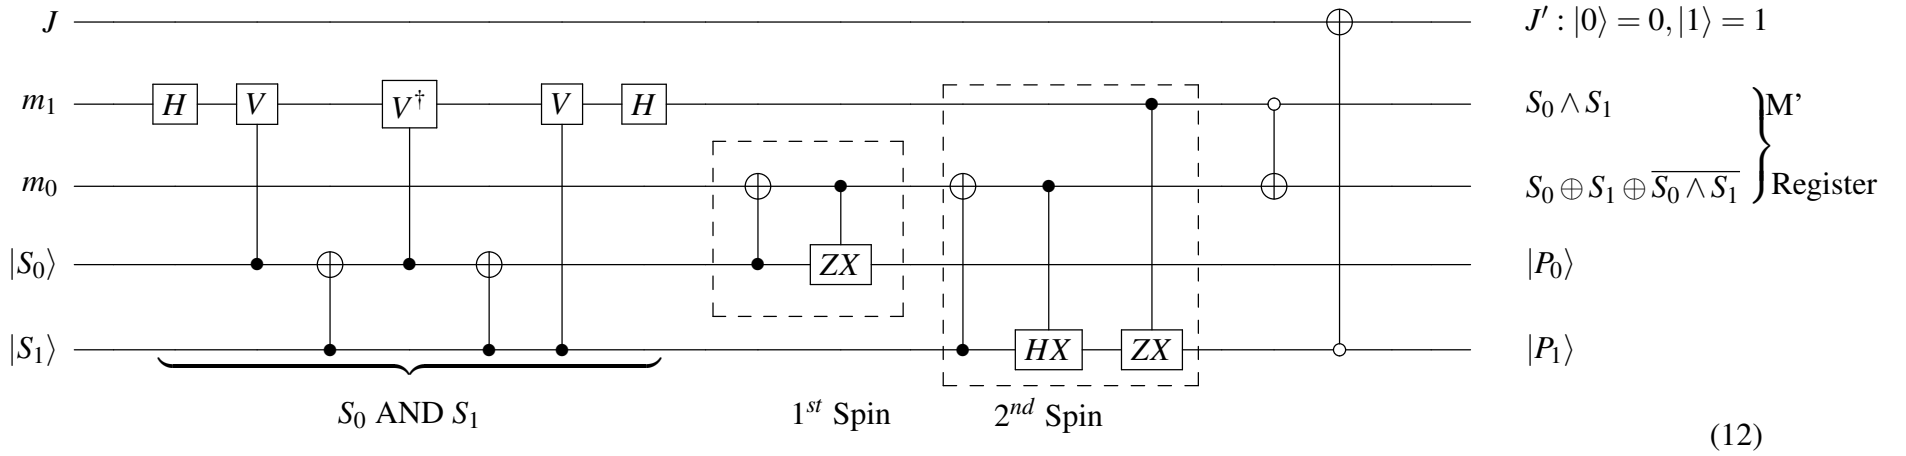 J J′ : |0⟩ = 0, |1⟩ = 1
m₁ H V V† V H S₀ ∧ S₁ M’
m₀ S₀ ⊕ S₁ ⊕ \overline{S₀ ∧ S₁} Register
|S₀⟩ ZX |P₀⟩
|S₁⟩ HX ZX |P₁⟩
S₀ AND S₁ 1ˢᵗ Spin 2ⁿᵈ Spin
(12)